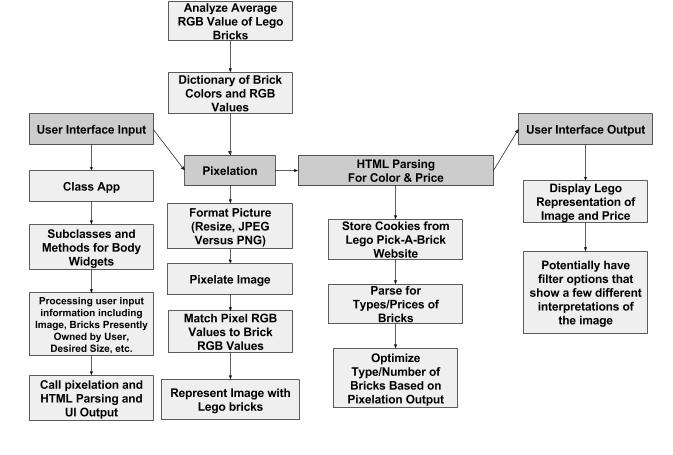 Analyze Average
RGB Value of Lego
Bricks
Dictionary of Brick
Colors and RGB
Values
User Interface Input
Class App
Subclasses and
Methods for Body
Widgets
Processing user input
information including
Image, Bricks Presently
Owned by User,
Desired Size, etc.
Call pixelation and
HTML Parsing and
UI Output
Pixelation
Format Picture
(Resize, JPEG
Versus PNG)
Pixelate Image
Match Pixel RGB
Values to Brick
RGB Values
Represent Image with
Lego bricks
HTML Parsing
For Color & Price
Store Cookies from
Lego Pick-A-Brick
Website
Parse for
Types/Prices of
Bricks
Optimize
Type/Number of
Bricks Based on
Pixelation Output
User Interface Output
Display Lego
Representation of
Image and Price
Potentially have
filter options that
show a few different
interpretations of
the image